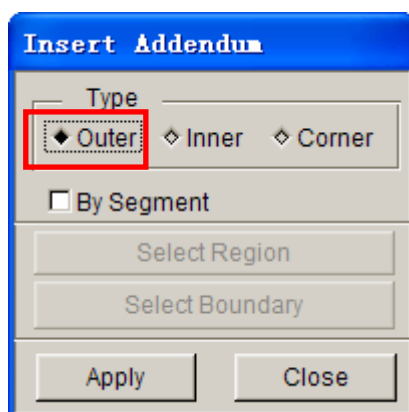 Insert Addendum
Type
Outer Inner Corner
By Segment
Select Region
Select Boundary
Apply Close